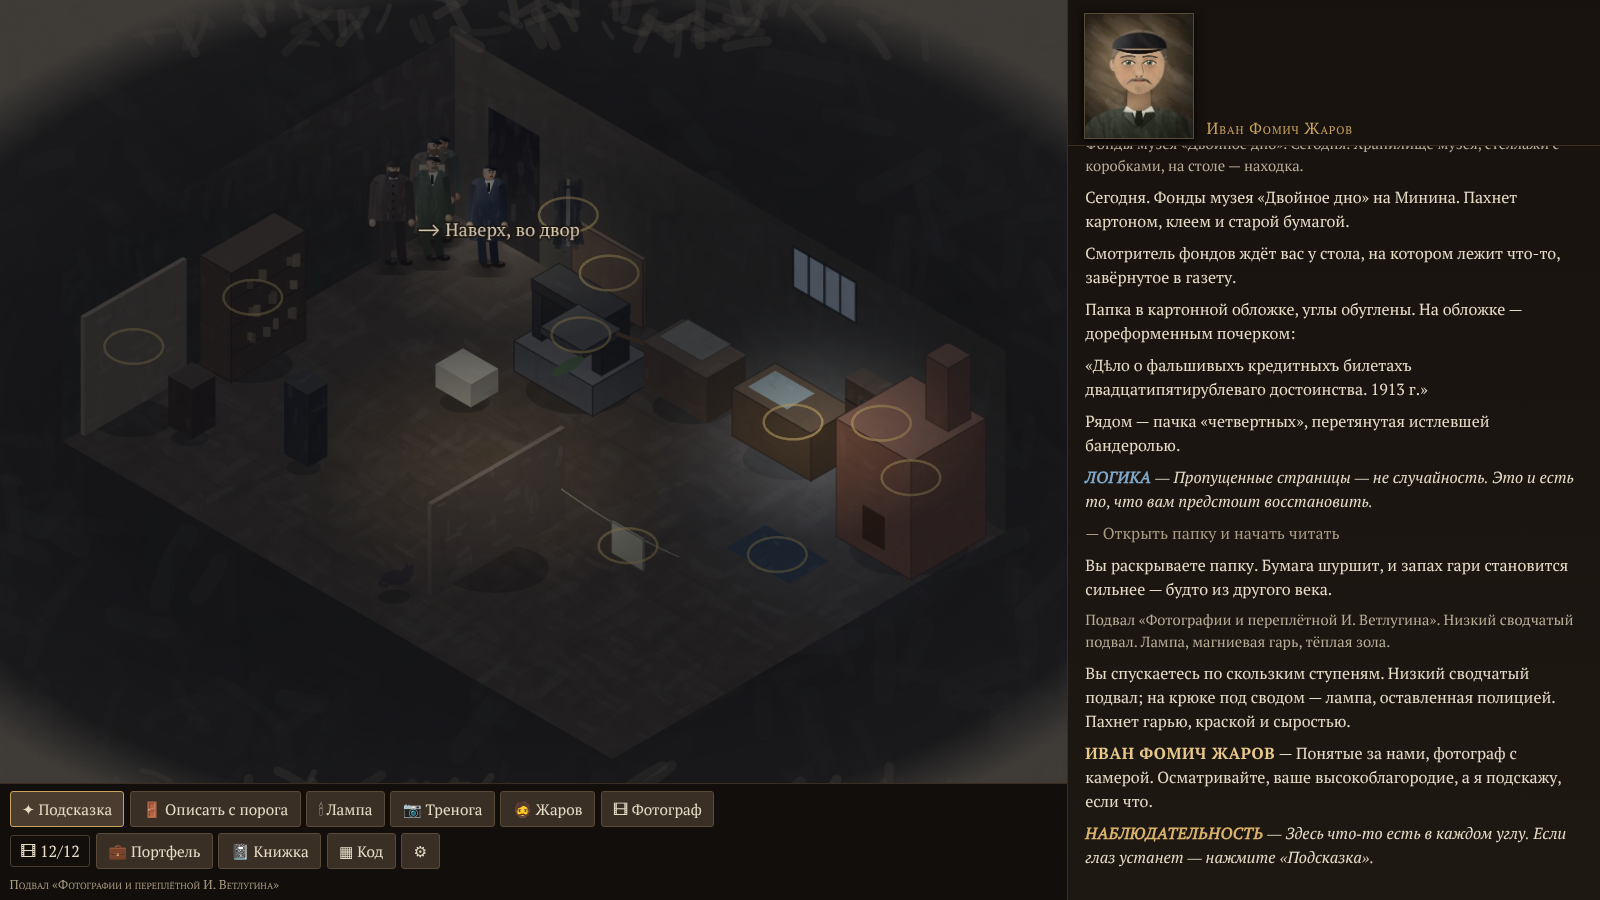 Иван Фомич Жаров
Фонды музея «Двойное дно». Сегодня. Хранилище музея, стеллажи с
коробками, на столе — находка.
Сегодня. Фонды музея «Двойное дно» на Минина. Пахнет
картоном, клеем и старой бумагой.
Смотритель фондов ждёт вас у стола, на котором лежит что-то,
завёрнутое в газету.
Папка в картонной обложке, углы обуглены. На обложке —
дореформенным почерком:
«Дѣло о фальшивыхъ кредитныхъ билетахъ
двадцатипятирублеваго достоинства. 1913 г.»
Рядом — пачка «четвертных», перетянутая истлевшей
бандеролью.
ЛОГИКА — Пропущенные страницы — не случайность. Это и есть
то, что вам предстоит восстановить.
— Открыть папку и начать читать
Вы раскрываете папку. Бумага шуршит, и запах гари становится
сильнее — будто из другого века.
Подвал «Фотографии и переплётной И. Ветлугина». Низкий сводчатый
подвал. Лампа, магниевая гарь, тёплая зола.
Вы спускаетесь по скользким ступеням. Низкий сводчатый
подвал; на крюке под сводом — лампа, оставленная полицией.
Пахнет гарью, краской и сыростью.
ИВАН ФОМИЧ ЖАРОВ — Понятые за нами, фотограф с
камерой. Осматривайте, ваше высокоблагородие, а я подскажу,
если что.
НАБЛЮДАТЕЛЬНОСТЬ — Здесь что-то есть в каждом углу. Если
глаз устанет — нажмите «Подсказка».
→ Наверх, во двор
Подсказка
Описать с порога
Лампа
Тренога
Жаров
Фотограф
12/12
Портфель
Книжка
Код
Подвал «Фотографии и переплётной И. Ветлугина»